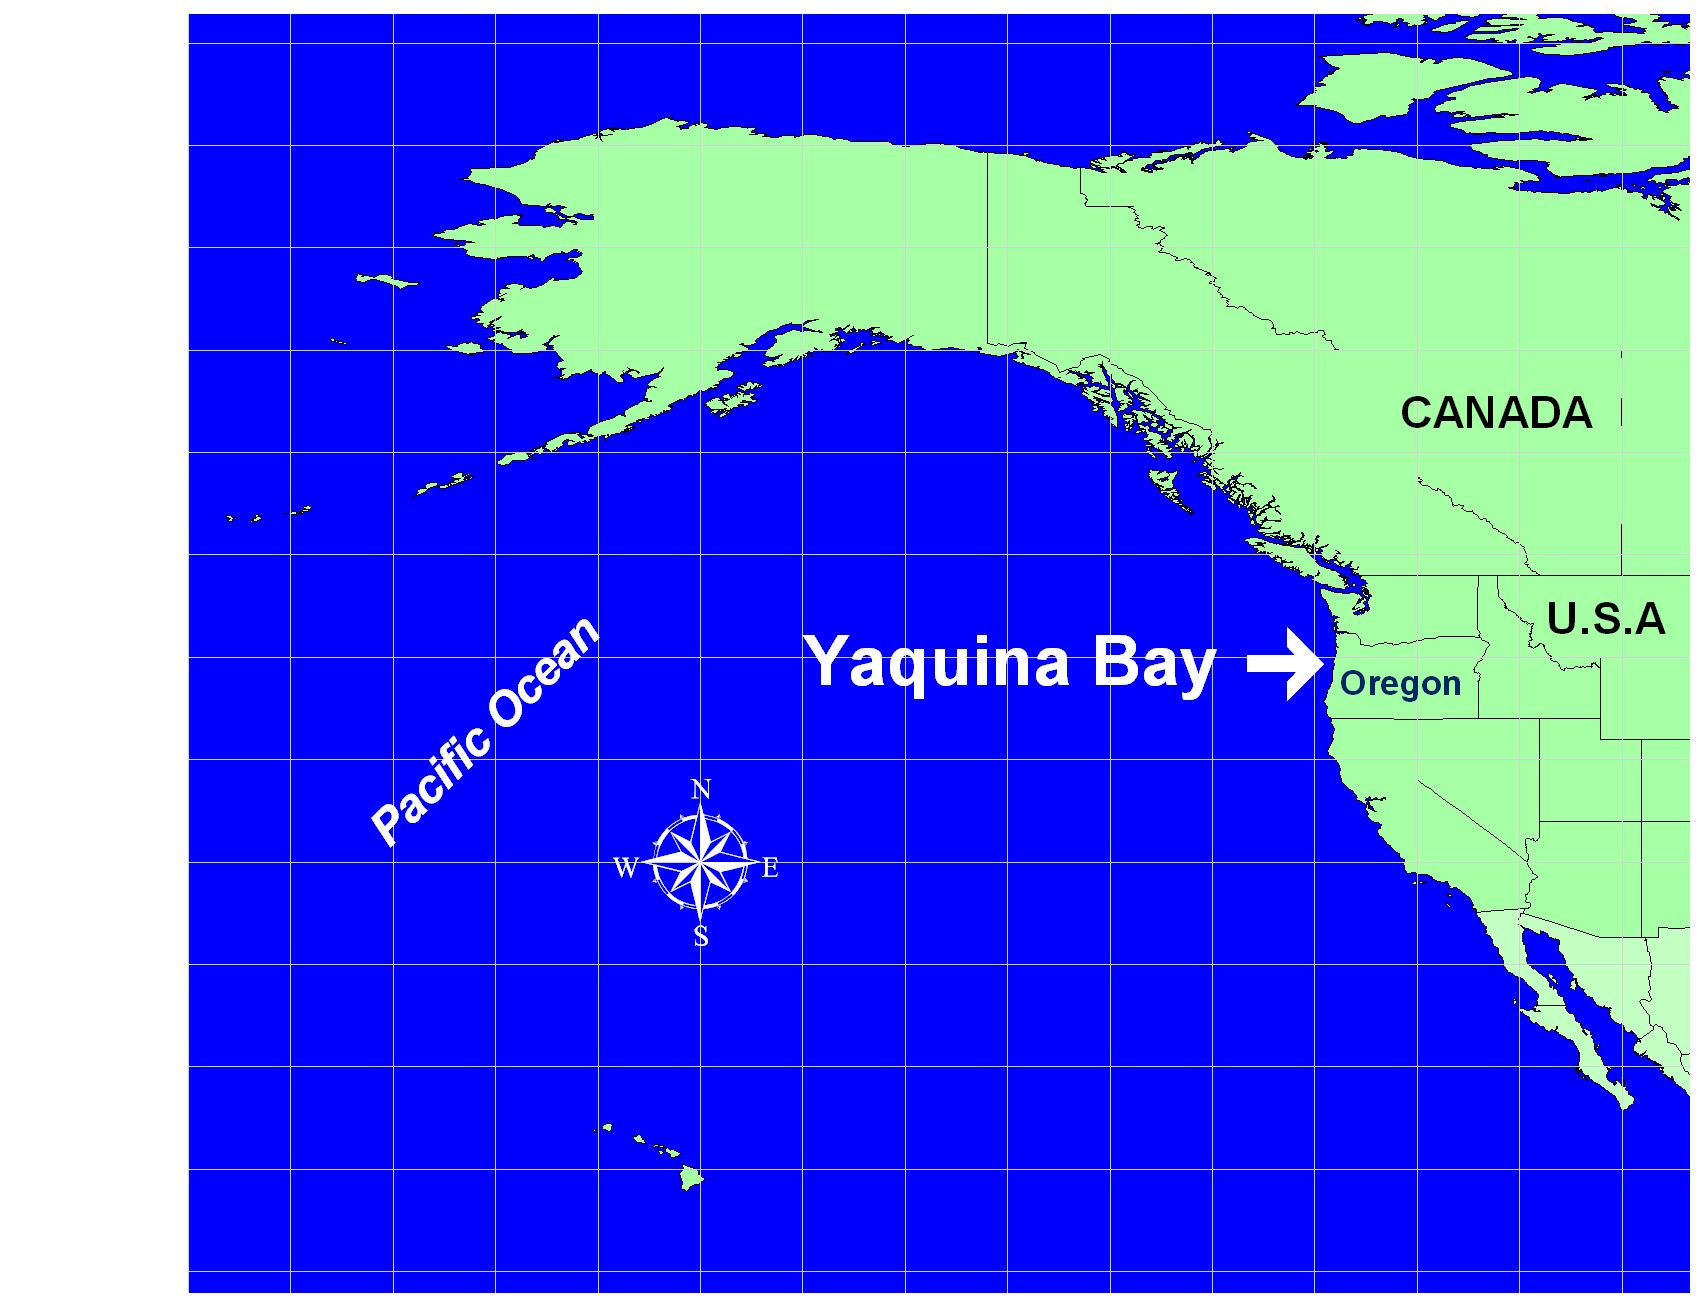 CANADA
U.S.A
Yaquina Bay
Oregon
Pacific Ocean
N
W
E
S